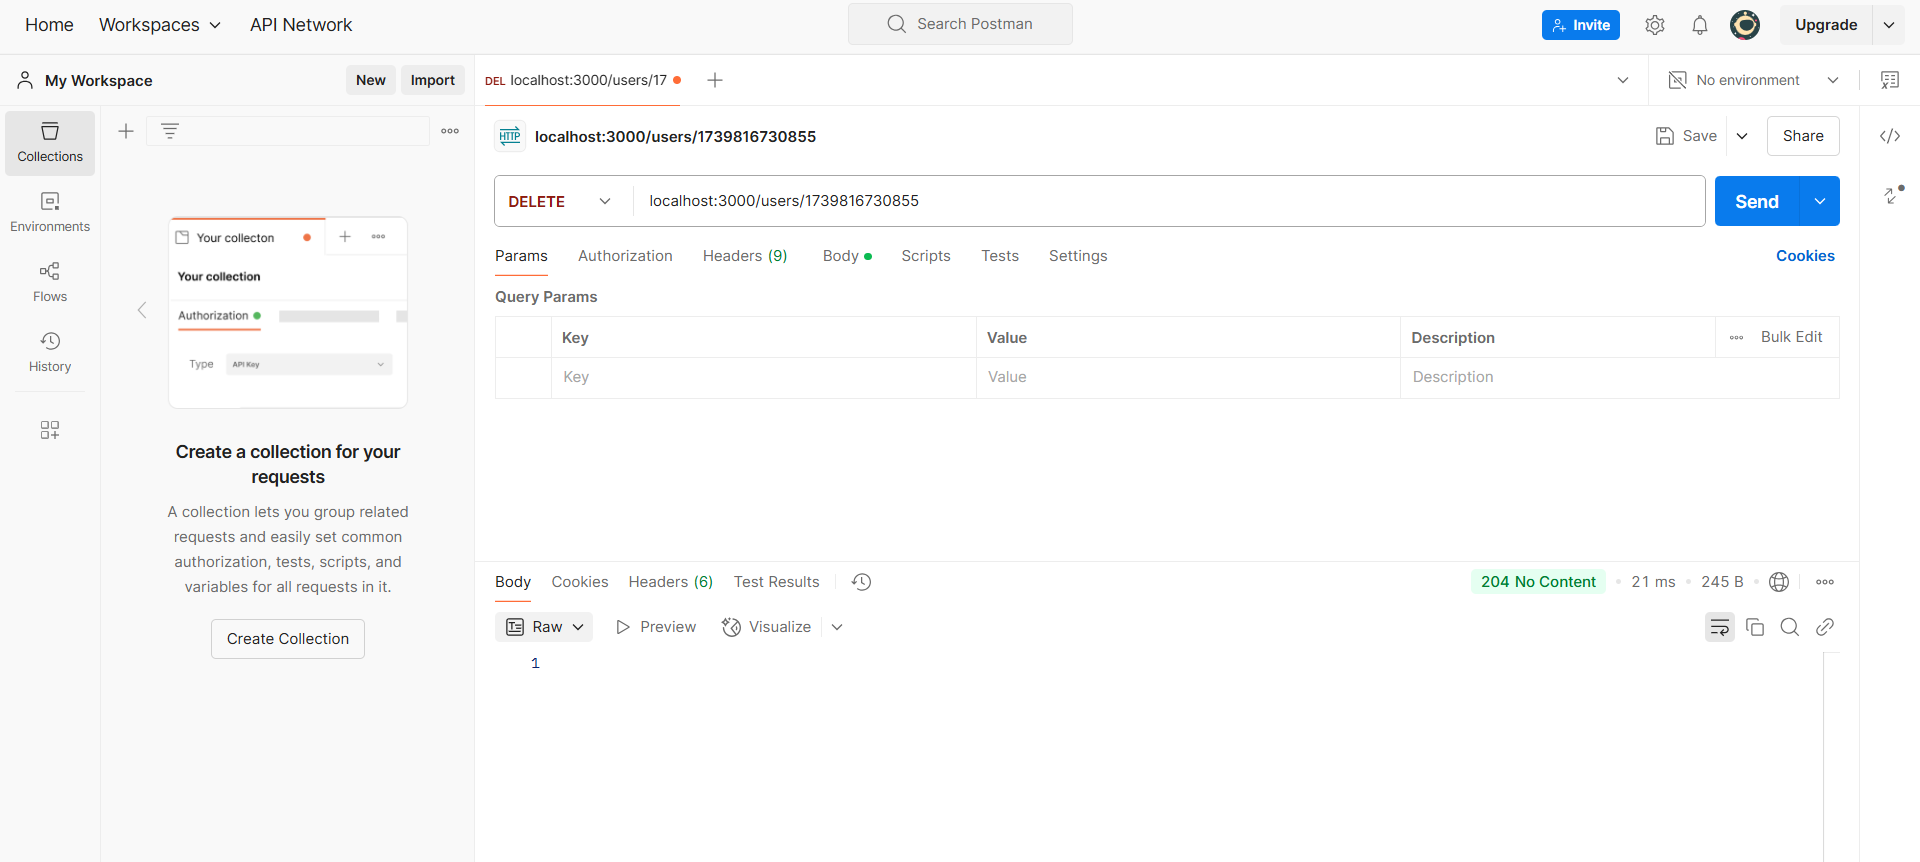 Home Workspaces API Network Search Postman Invite Upgrade
My Workspace New Import DEL localhost:3000/users/17 No environment
Collections
Environments
Flows
History
Your collecton
Your collection
Authorization
Type API Key
Create a collection for your
requests
A collection lets you group related
requests and easily set common
authorization, tests, scripts, and
variables for all requests in it.
Create Collection
HTTP localhost:3000/users/1739816730855 Save Share
DELETE localhost:3000/users/1739816730855 Send
Params Authorization Headers (9) Body Scripts Tests Settings Cookies
Query Params
Key Value Description Bulk Edit
Key Value Description
Body Cookies Headers (6) Test Results 204 No Content 21 ms 245 B
Raw Preview Visualize
1